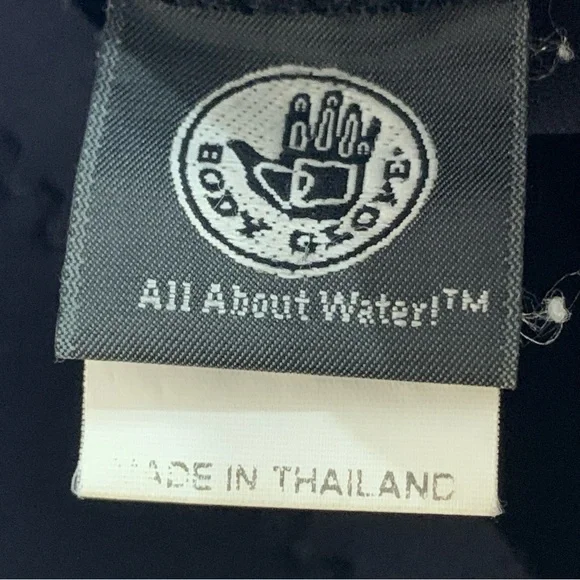 BODY GLOVE®
All About Water!™
MADE IN THAILAND